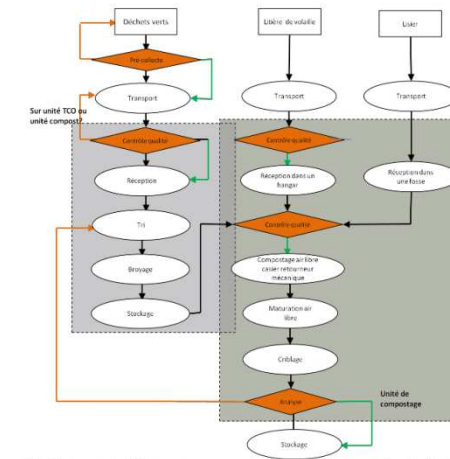 Déchets verts
Litière de volaille
Lisier
Pré-collecte
Transport
Transport
Transport
Sur unité TCO ou
unité compost?
Contrôle qualité
Contrôle qualité
Réception
Réception dans un
hangar
Réception dans
une fosse
Tri
Contrôle qualité
Broyage
Compostage air libre
casier retourneur
mécanique
Stockage
Maturation air
libre
Criblage
Unité de
compostage
Analyse
Stockage